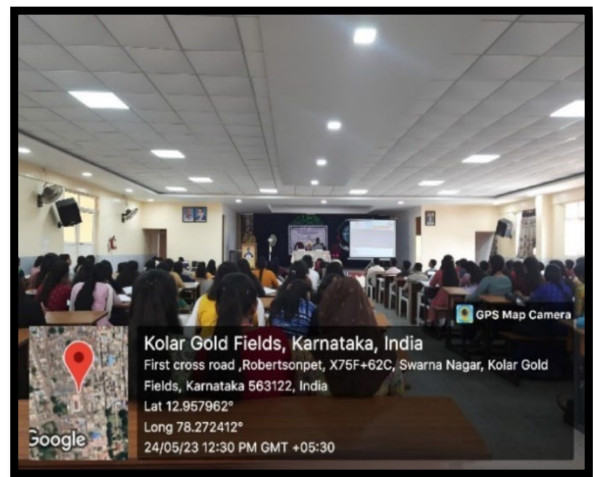 GPS Map Camera
Kolar Gold Fields, Karnataka, India
First cross road ,Robertsonpet, X75F+62C, Swarna Nagar, Kolar Gold
Fields, Karnataka 563122, India
Lat 12.957962°
Long 78.272412°
24/05/23 12:30 PM GMT +05:30
Google